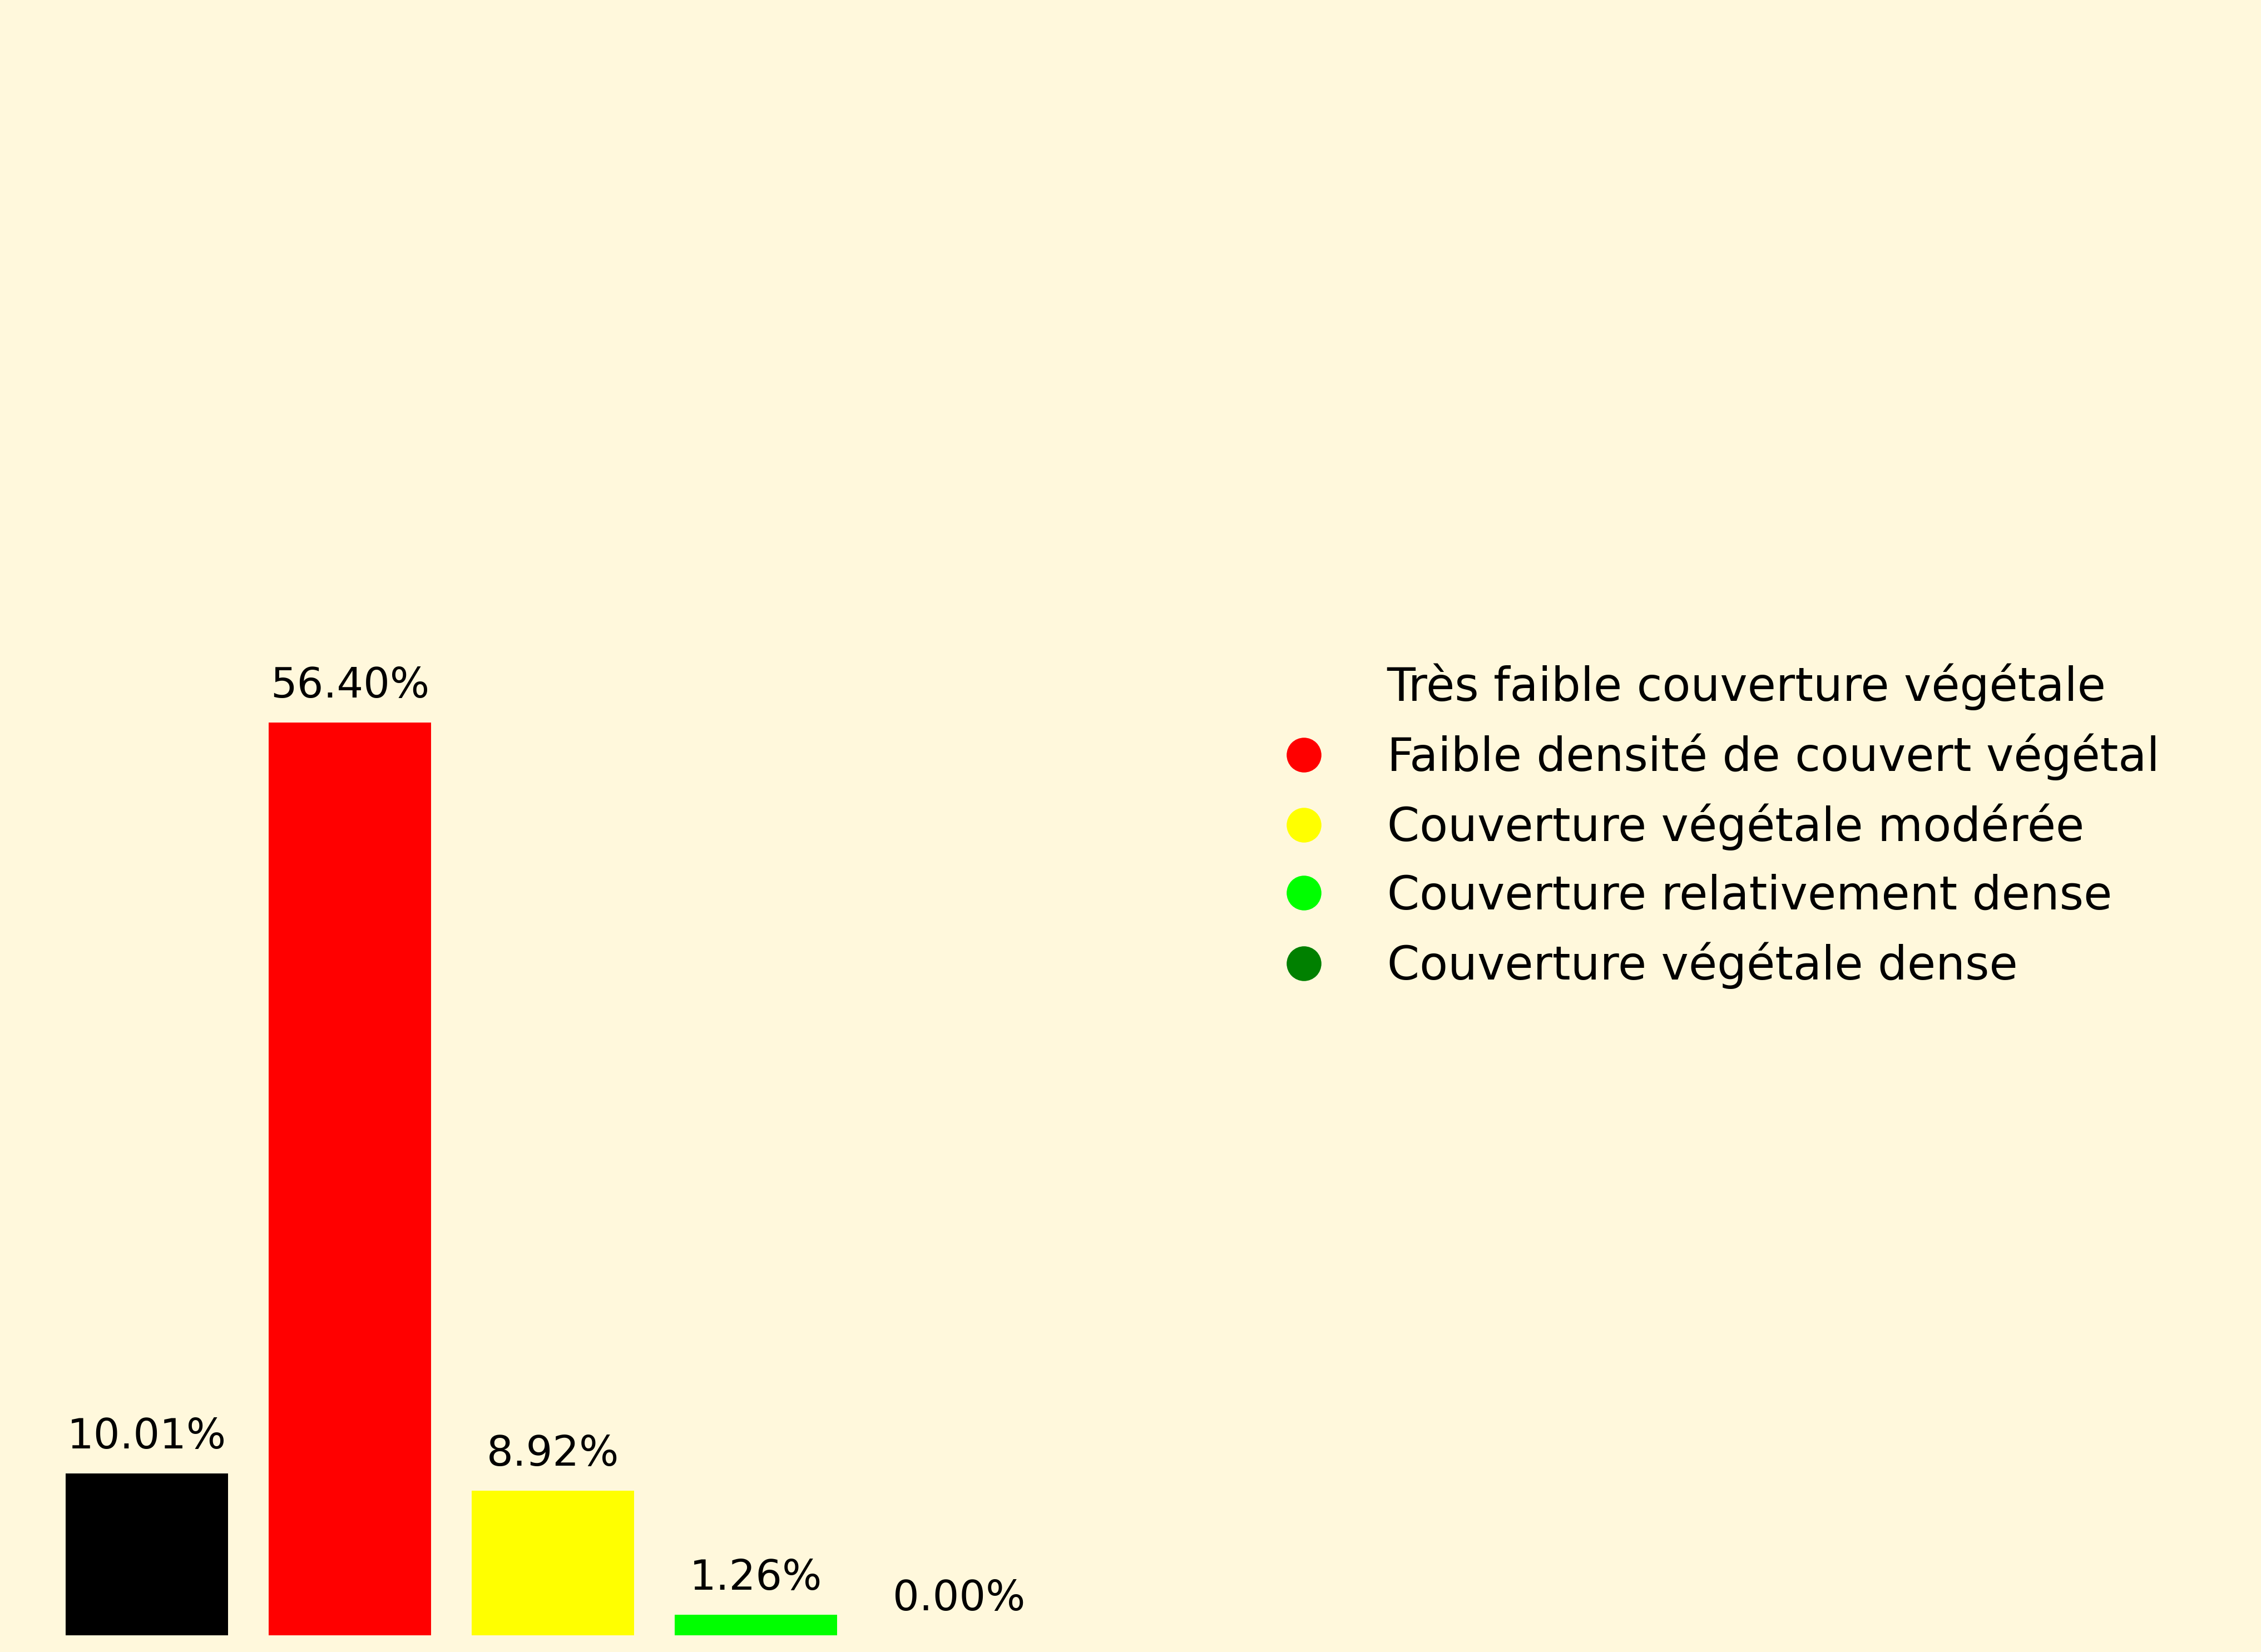 56.40%
10.01%
8.92%
1.26%
0.00%
Très faible couverture végétale
Faible densité de couvert végétal
Couverture végétale modérée
Couverture relativement dense
Couverture végétale dense